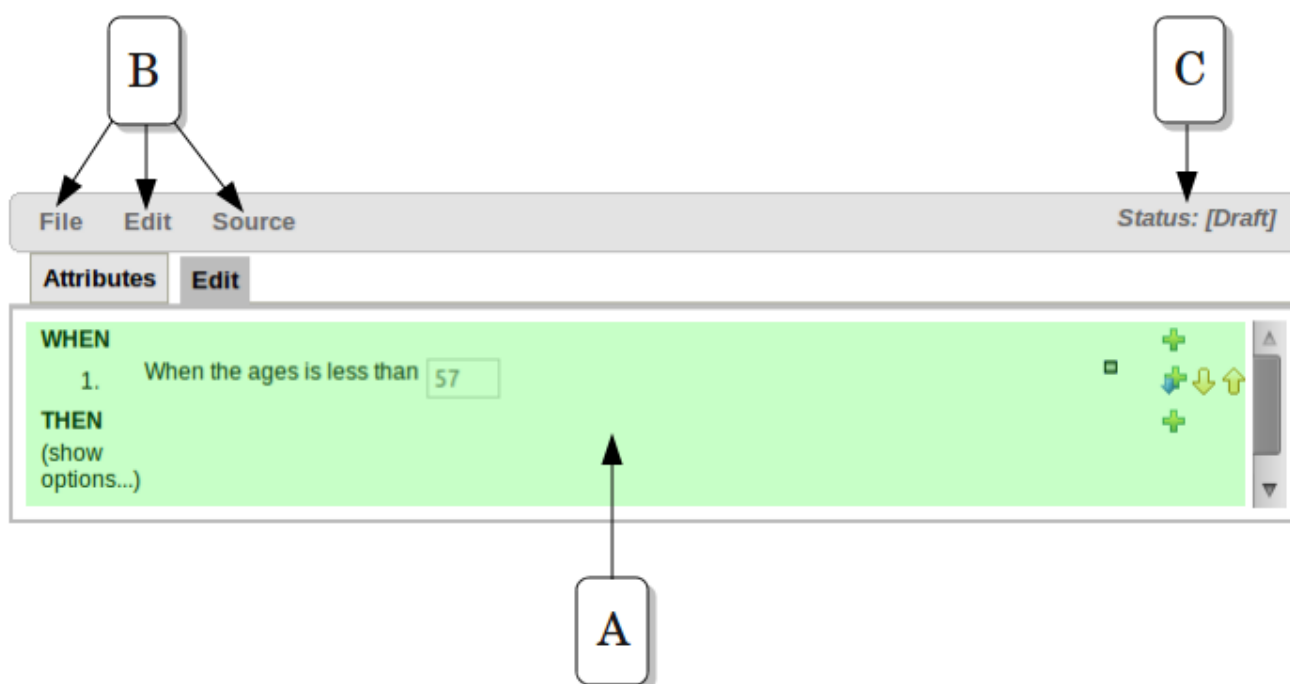 B
C
File Edit Source Status: [Draft]
Attributes Edit
WHEN
1. When the ages is less than 57
THEN
(show
options...)
A